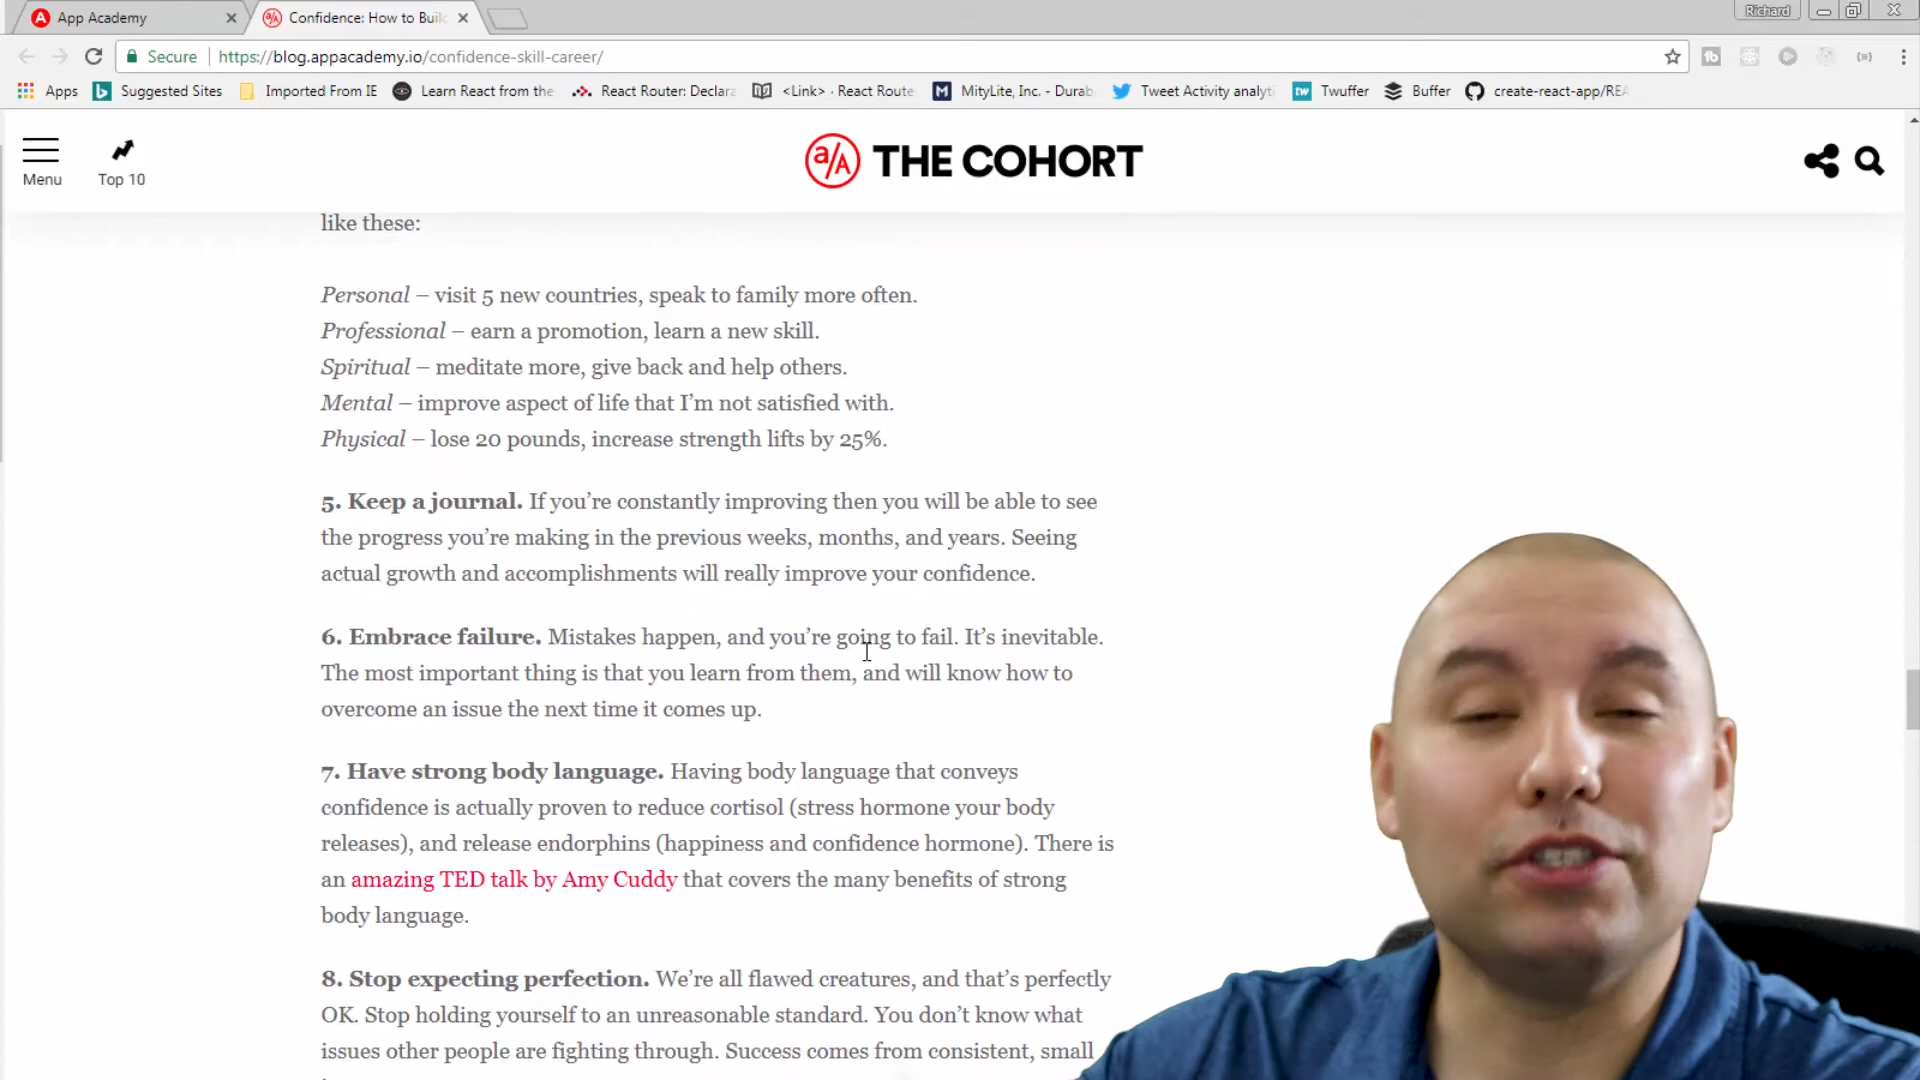 App Academy
Confidence: How to Buil
Richard
Secure
https://blog.appacademy.io/confidence-skill-career/
Apps
Suggested Sites
Imported From IE
Learn React from the
React Router: Declara
<Link> · React Route
MityLite, Inc. - Durab
Tweet Activity analyti
Twuffer
Buffer
create-react-app/REA
Menu
Top 10
a/A THE COHORT
like these:
Personal – visit 5 new countries, speak to family more often.
Professional – earn a promotion, learn a new skill.
Spiritual – meditate more, give back and help others.
Mental – improve aspect of life that I’m not satisfied with.
Physical – lose 20 pounds, increase strength lifts by 25%.
5. Keep a journal. If you’re constantly improving then you will be able to see
the progress you’re making in the previous weeks, months, and years. Seeing
actual growth and accomplishments will really improve your confidence.
6. Embrace failure. Mistakes happen, and you’re going to fail. It’s inevitable.
The most important thing is that you learn from them, and will know how to
overcome an issue the next time it comes up.
7. Have strong body language. Having body language that conveys
confidence is actually proven to reduce cortisol (stress hormone your body
releases), and release endorphins (happiness and confidence hormone). There is
an amazing TED talk by Amy Cuddy that covers the many benefits of strong
body language.
8. Stop expecting perfection. We’re all flawed creatures, and that’s perfectly
OK. Stop holding yourself to an unreasonable standard. You don’t know what
issues other people are fighting through. Success comes from consistent, small